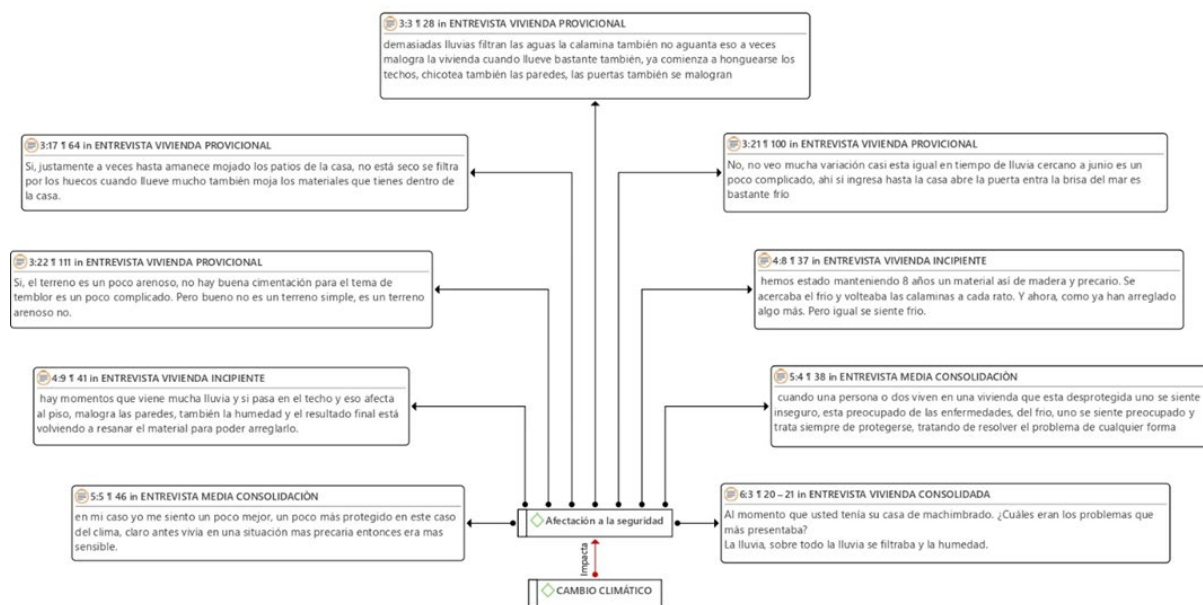 3:3 ¶ 28 in ENTREVISTA VIVIENDA PROVICIONAL
demasiadas lluvias filtran las aguas la calamina también no aguanta eso a veces
malogra la vivienda cuando llueve bastante también, ya comienza a honguearse los
techos, chicotea también las paredes, las puertas también se malogran
3:17 ¶ 64 in ENTREVISTA VIVIENDA PROVICIONAL
Si, justamente a veces hasta amanece mojado los patios de la casa, no está seco se filtra
por los huecos cuando llueve mucho también moja los materiales que tienes dentro de
la casa.
3:21 ¶ 100 in ENTREVISTA VIVIENDA PROVICIONAL
No, no veo mucha variación casi esta igual en tiempo de lluvia cercano a junio es un
poco complicado, ahí si ingresa hasta la casa abre la puerta entra la brisa del mar es
bastante frío
3:22 ¶ 111 in ENTREVISTA VIVIENDA PROVICIONAL
Si, el terreno es un poco arenoso, no hay buena cimentación para el tema de
temblor es un poco complicado. Pero bueno no es un terreno simple, es un terreno
arenoso no.
4:8 ¶ 37 in ENTREVISTA VIVIENDA INCIPIENTE
hemos estado manteniendo 8 años un material así de madera y precario. Se
acercaba el frio y volteaba las calaminas a cada rato. Y ahora, como ya han arreglado
algo más. Pero igual se siente frio.
4:9 ¶ 41 in ENTREVISTA VIVIENDA INCIPIENTE
hay momentos que viene mucha lluvia y si pasa en el techo y eso afecta
al piso, malogra las paredes, también la humedad y el resultado final está
volviendo a resanar el material para poder arreglarlo.
5:4 ¶ 38 in ENTREVISTA MEDIA CONSOLIDACIÒN
cuando una persona o dos viven en una vivienda que esta desprotegida uno se siente
inseguro, esta preocupado de las enfermedades, del frio, uno se siente preocupado y
trata siempre de protegerse, tratando de resolver el problema de cualquier forma
5:5 ¶ 46 in ENTREVISTA MEDIA CONSOLIDACIÒN
en mi caso yo me siento un poco mejor, un poco más protegido en este caso
del clima, claro antes vivía en una situación mas precaria entonces era mas
sensible.
6:3 ¶ 20 – 21 in ENTREVISTA VIVIENDA CONSOLIDADA
Al momento que usted tenía su casa de machimbrado. ¿Cuáles eran los problemas que
más presentaba?
La lluvia, sobre todo la lluvia se filtraba y la humedad.
Afectación a la seguridad
Impacta
CAMBIO CLIMÁTICO